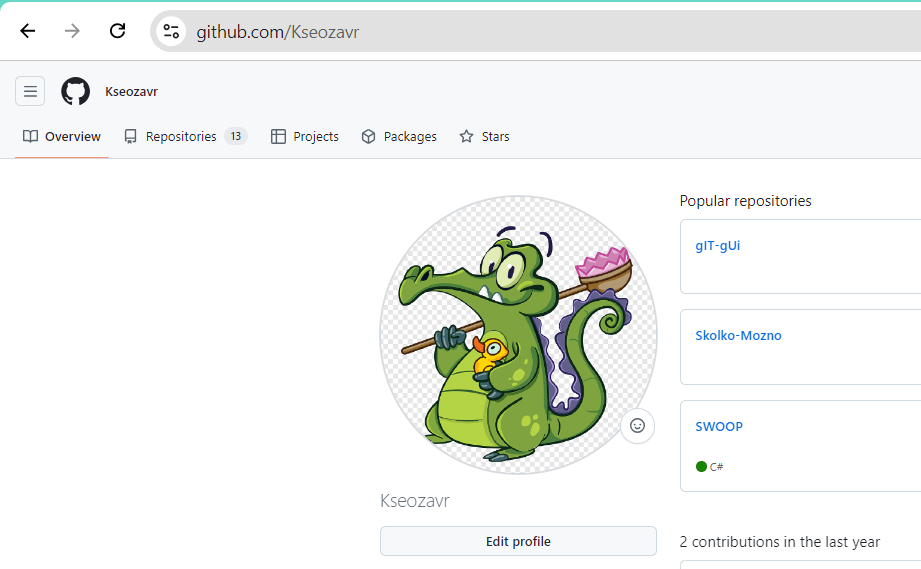 github.com/Kseozavr
Kseozavr
Overview Repositories 13 Projects Packages Stars
Popular repositories
gIT-gUi
Skolko-Mozno
SWOOP
C#
Kseozavr
Edit profile
2 contributions in the last year